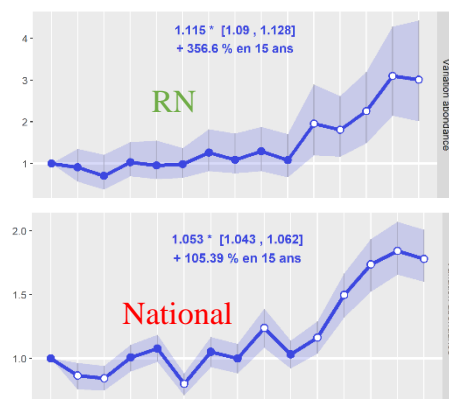 1.115 * [1.09 , 1.128]
+ 356.6 % en 15 ans
RN
4
3
2
1
Variation abondance
1.053 * [1.043 , 1.062]
+ 105.39 % en 15 ans
National
2.0
1.5
1.0